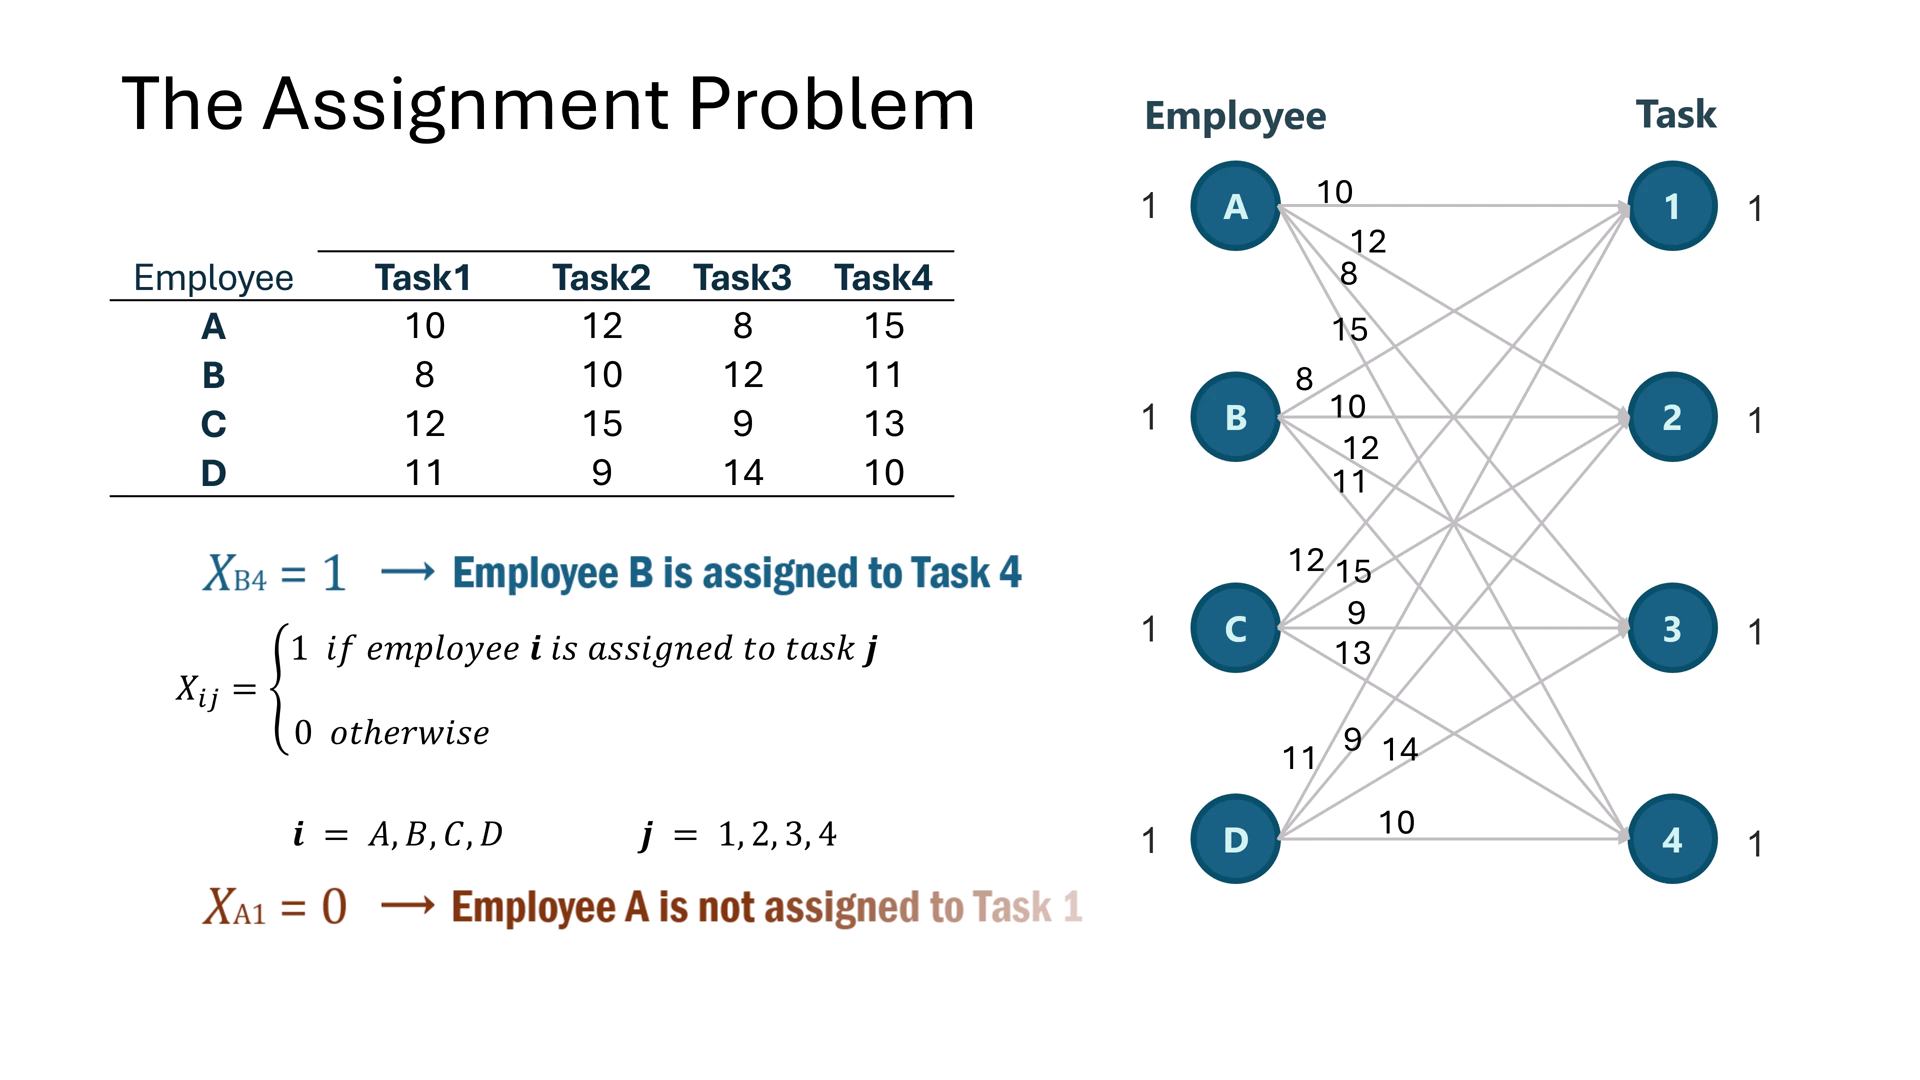 The Assignment Problem
Employee Task1 Task2 Task3 Task4
A 10 12 8 15
B 8 10 12 11
C 12 15 9 13
D 11 9 14 10
X_B4 = 1 → Employee B is assigned to Task 4
X_ij = { 1 if employee i is assigned to task j
0 otherwise
i = A, B, C, D j = 1, 2, 3, 4
X_A1 = 0 → Employee A is not assigned to Task 1
Employee Task
1 A 10 1 1
12
8
15
8
1 B 10 2 1
12
11
12 15
9
1 C 3 1
13
11 9 14
10
1 D 4 1